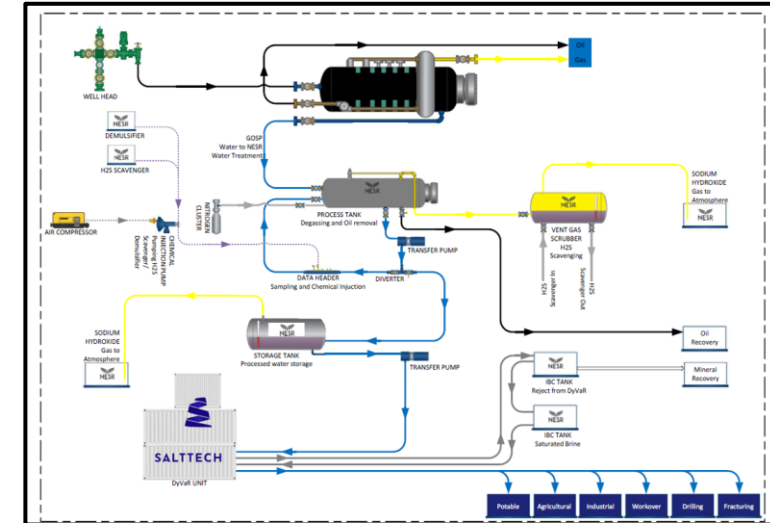 Oil
Gas
WELL HEAD
NESR
DEMULSIFIER
NESR
H2S SCAVENGER
GOSP
Water to NESR
Water Treatment
AIR COMPRESSOR
CHEMICAL
INJECTION PUMP
Pumping H2S
Scavenger/
Demulsifier
NITROGEN
CLUSTER
NESR
PROCESS TANK
Degassing and Oil removal
TRANSFER PUMP
DIVERTER
DATA HEADER
Sampling and Chemical Injection
NESR
VENT GAS
SCRUBBER
H2S
Scavenging
H2S
Scavenger In
H2S
Scavenger Out
SODIUM
HYDROXIDE
Gas to
Atmosphere
NESR
SODIUM
HYDROXIDE
Gas to
Atmosphere
NESR
NESR
STORAGE TANK
Processed water storage
TRANSFER PUMP
Oil
Recovery
NESR
IBC TANK
Reject from DyVaR
Mineral
Recovery
NESR
IBC TANK
Saturated Brine
SALTTECH
DyVaR UNIT
Potable
Agricultural
Industrial
Workover
Drilling
Fracturing